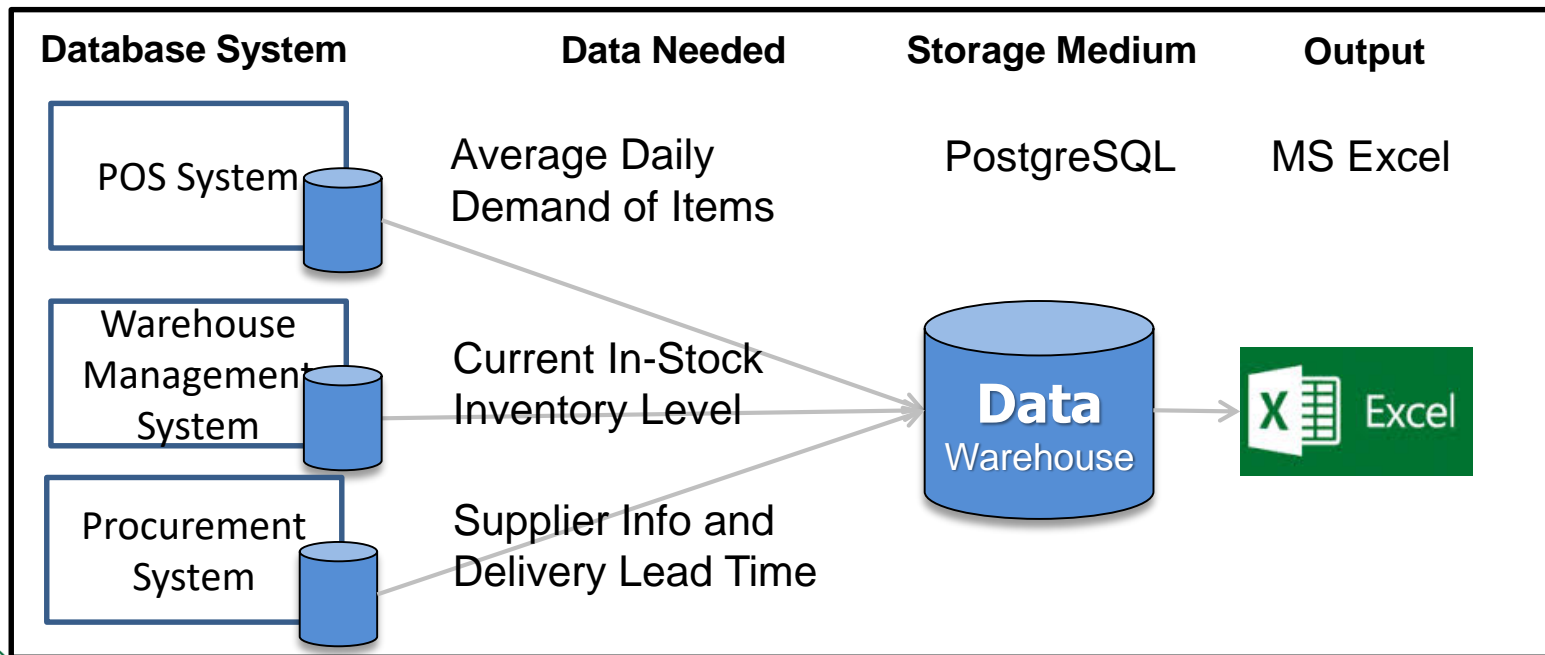 Database System
Data Needed
Storage Medium
Output
POS System
Average Daily
Demand of Items
PostgreSQL
MS Excel
Warehouse
Management
System
Current In-Stock
Inventory Level
Data
Warehouse
X
Excel
Procurement
System
Supplier Info and
Delivery Lead Time